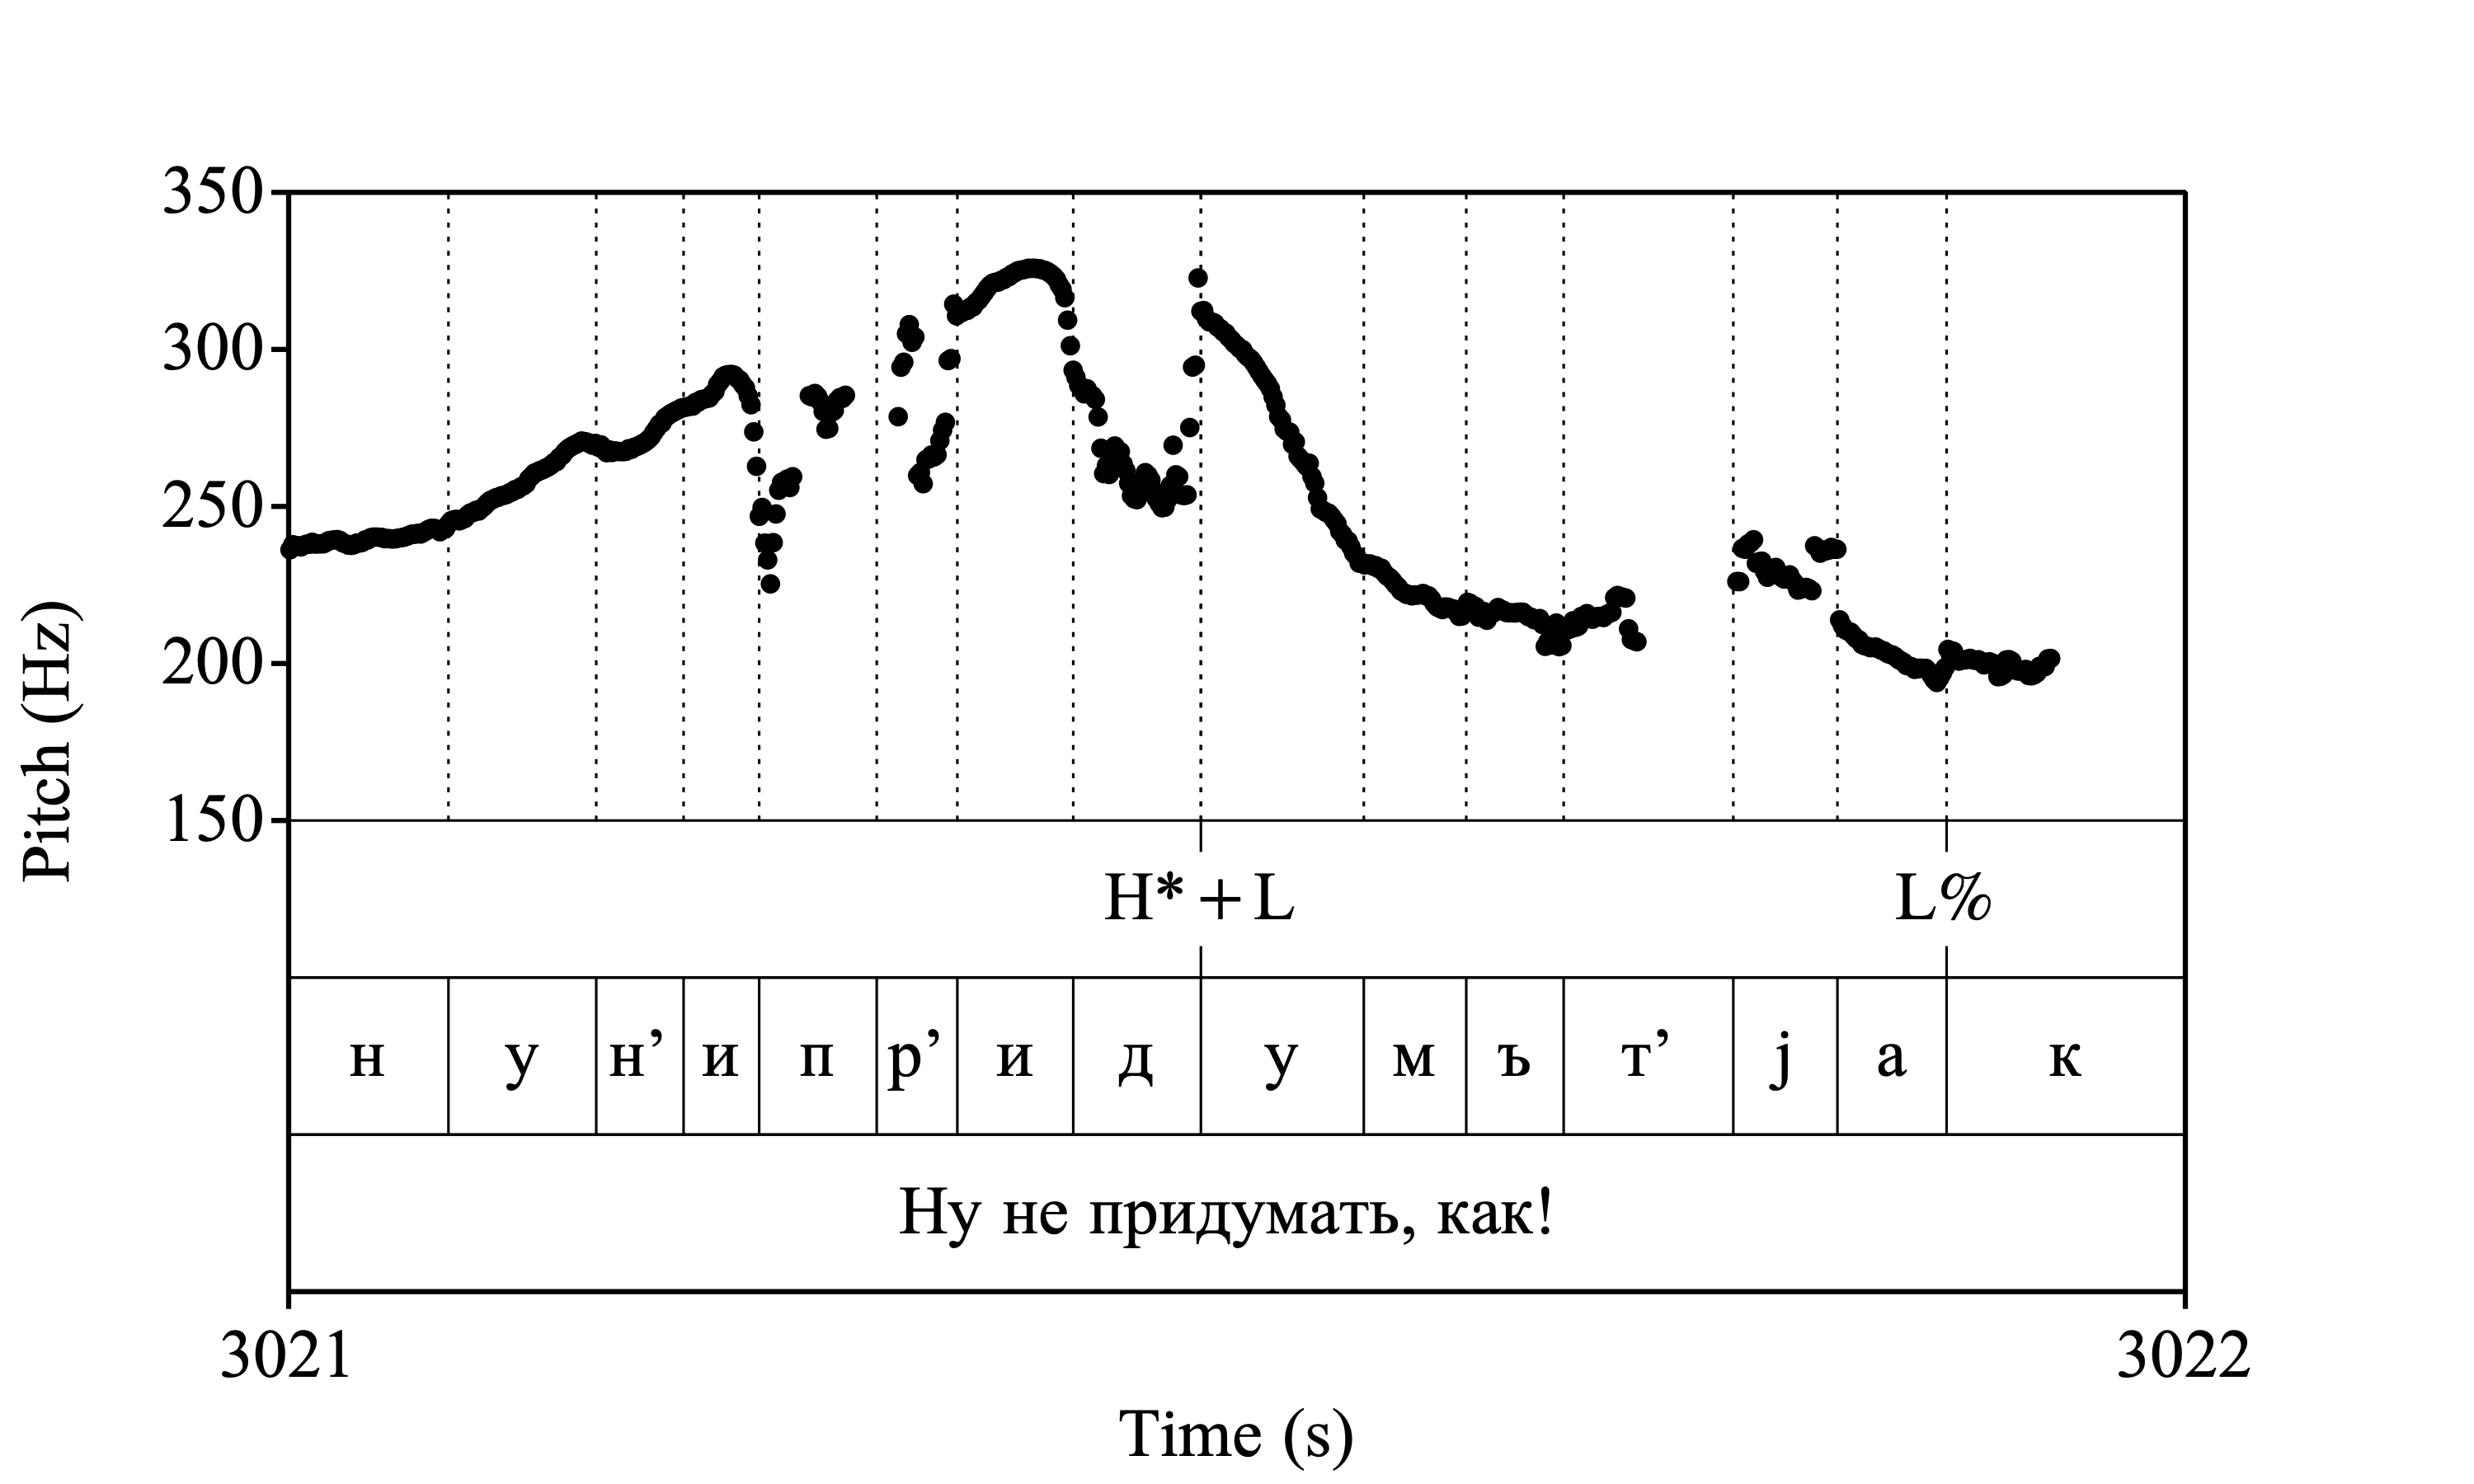 350
300
250
200
150
Pitch (Hz)
H*+L L%
н у н’ и п р’ и д у м ъ т’ j а к
Ну не придумать, как!
3021 3022
Time (s)